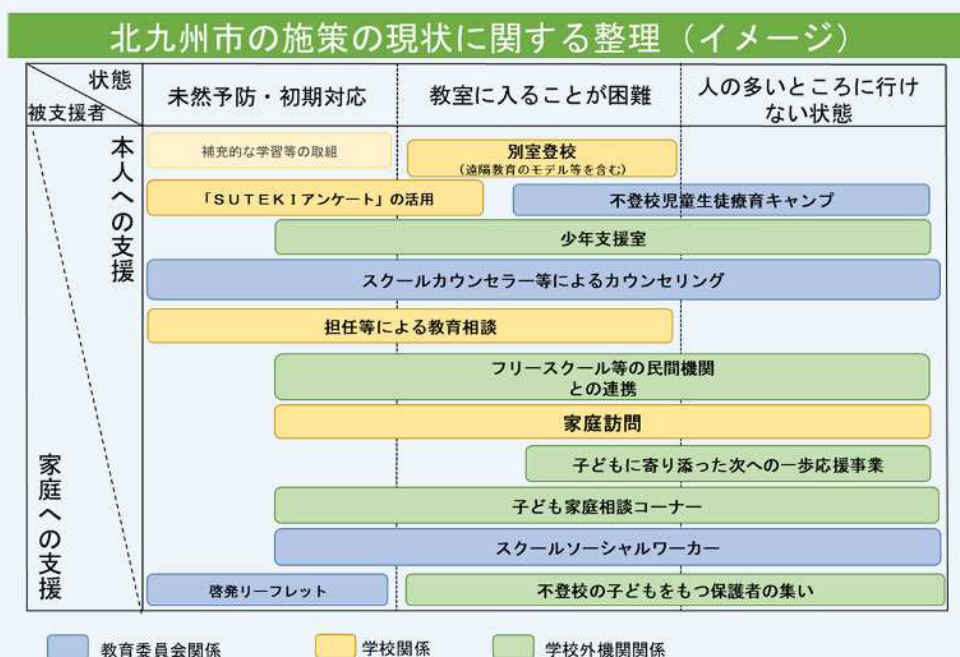 北九州市の施策の現状に関する整理（イメージ）
状態
被支援者
未然予防・初期対応
教室に入ることが困難
人の多いところに行け
ない状態
本人への支援
補充的な学習等の取組
別室登校
(遠隔教育のモデル等を含む)
「ＳＵＴＥＫＩアンケート」の活用
不登校児童生徒療育キャンプ
少年支援室
スクールカウンセラー等によるカウンセリング
担任等による教育相談
フリースクール等の民間機関
との連携
家庭訪問
家庭への支援
子どもに寄り添った次への一歩応援事業
子ども家庭相談コーナー
スクールソーシャルワーカー
啓発リーフレット
不登校の子どもをもつ保護者の集い
教育委員会関係
学校関係
学校外機関関係